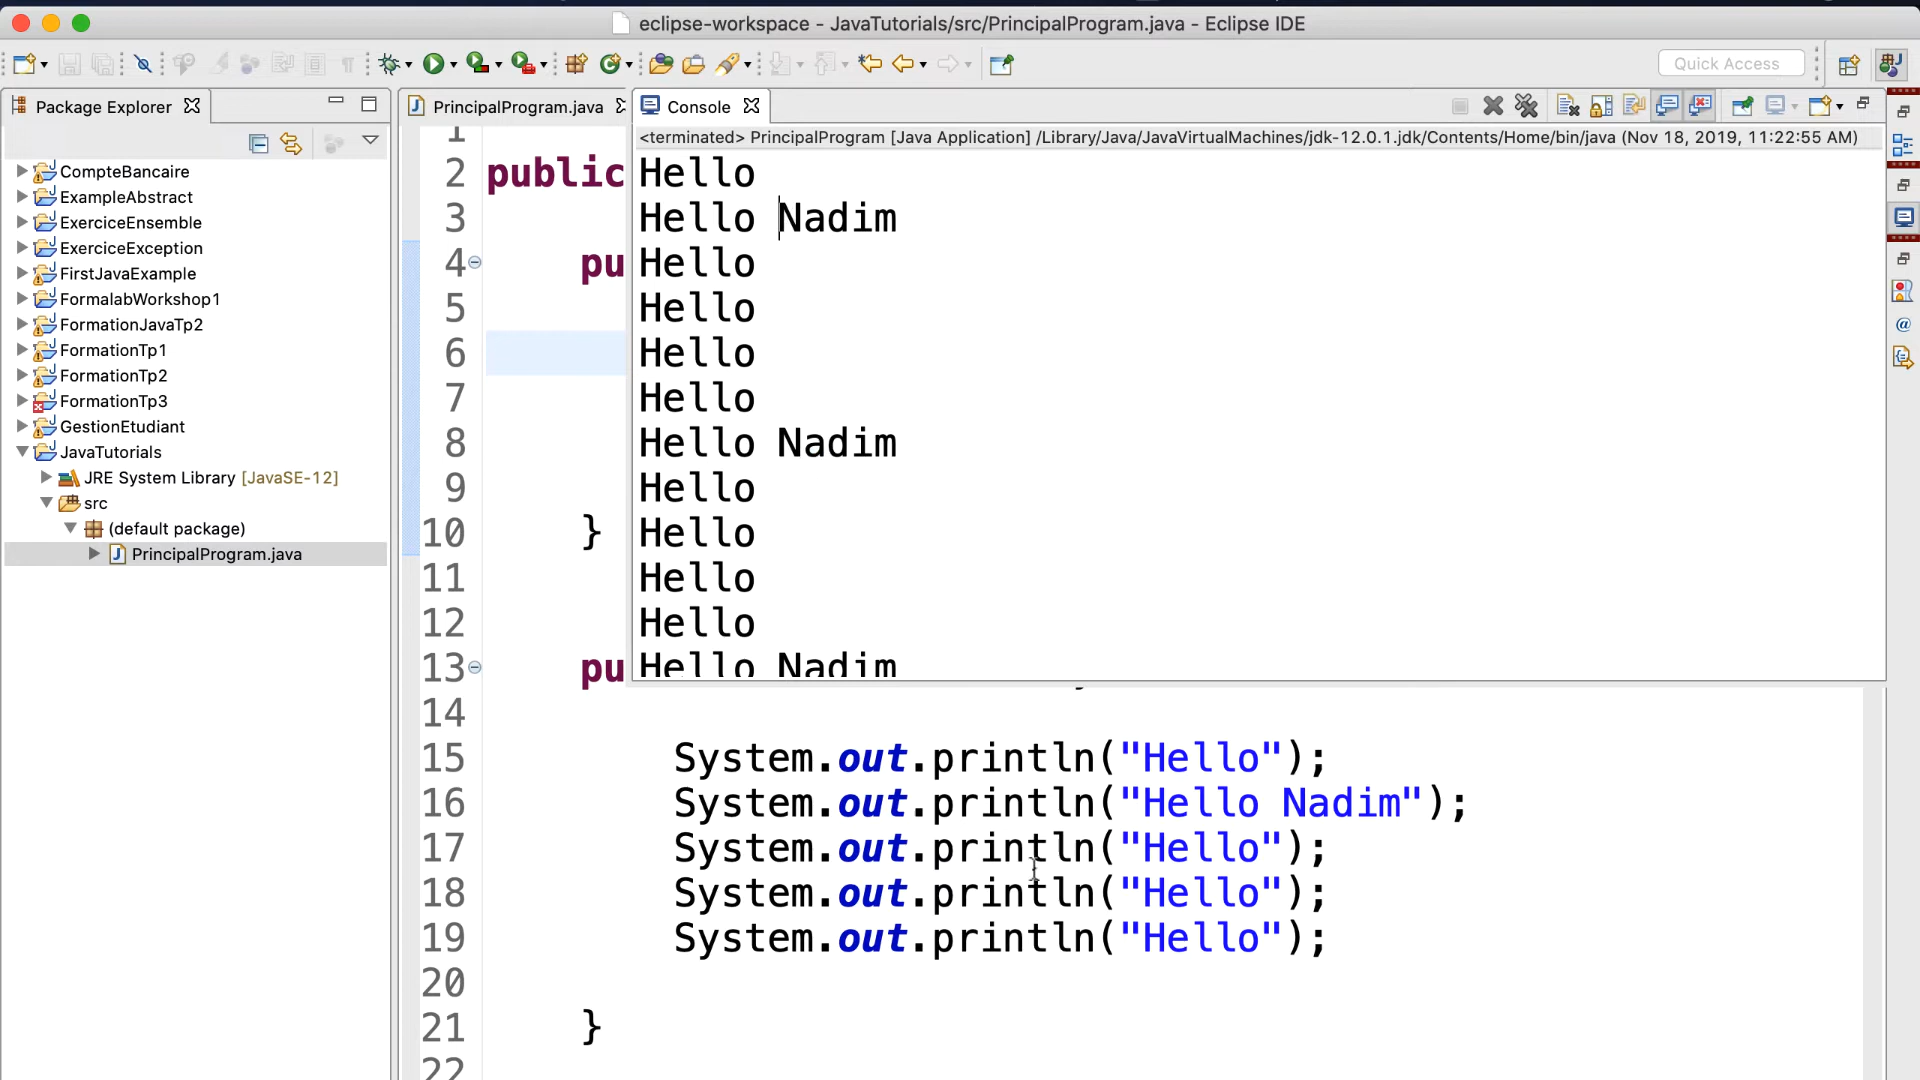 eclipse-workspace - JavaTutorials/src/PrincipalProgram.java - Eclipse IDE
Quick Access
Package Explorer
PrincipalProgram.java
Console
<terminated> PrincipalProgram [Java Application] /Library/Java/JavaVirtualMachines/jdk-12.0.1.jdk/Contents/Home/bin/java (Nov 18, 2019, 11:22:55 AM)
CompteBancaire
ExampleAbstract
ExerciceEnsemble
ExerciceException
FirstJavaExample
FormalabWorkshop1
FormationJavaTp2
FormationTp1
FormationTp2
FormationTp3
GestionEtudiant
JavaTutorials
JRE System Library [JavaSE-12]
src
(default package)
PrincipalProgram.java
1
2 public
3
4 pu
5
6
7
8
9
10 }
11
12
13 pu
14
15 System.out.println("Hello");
16 System.out.println("Hello Nadim");
17 System.out.println("Hello");
18 System.out.println("Hello");
19 System.out.println("Hello");
20
21 }
22
Hello
Hello Nadim
Hello
Hello
Hello
Hello
Hello Nadim
Hello
Hello
Hello
Hello
Hello Nadim